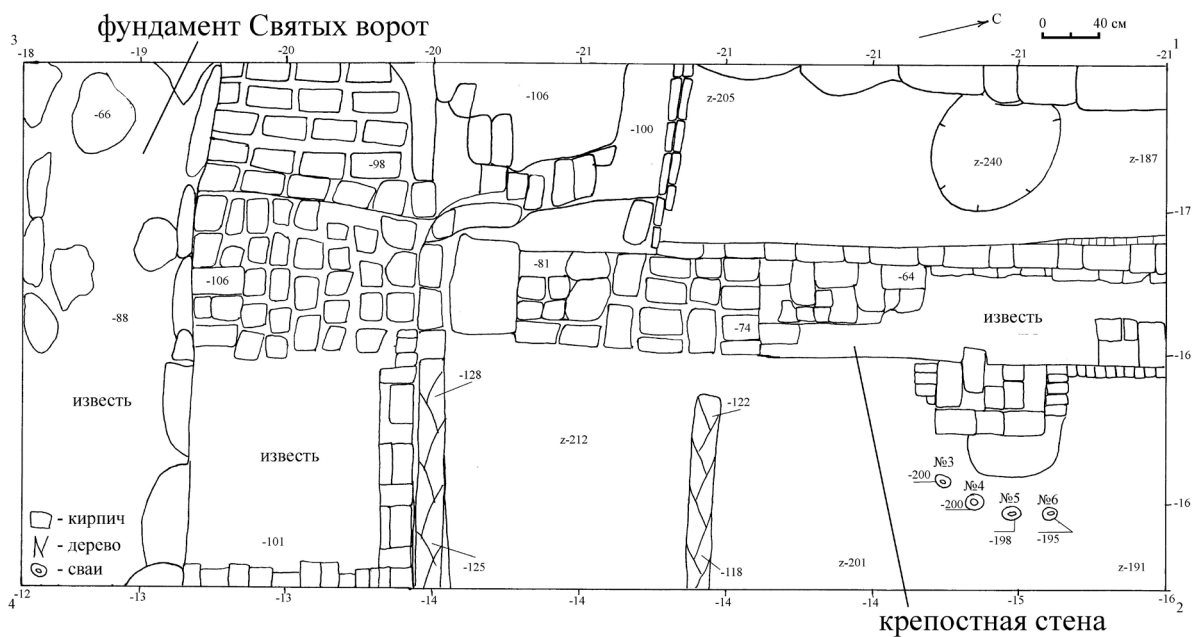 фундамент Святых ворот
С
0 40 см
3 1
-18 -19 -20 -20 -21 -21 -21 -21
-66
-106
z-205
-100
-98
z-240
z-187
-17
-81
-64
-106
-88
-74
известь
-16
-128
-122
известь
z-212
известь
№3
-200
№4
-200
№5
№6
-16
-198
-195
- кирпич
- дерево
- сваи
-101
-125
-118
z-201
z-191
4 2
-12 -13 -13 -14 -14 -14 -14 -15 -16
крепостная стена